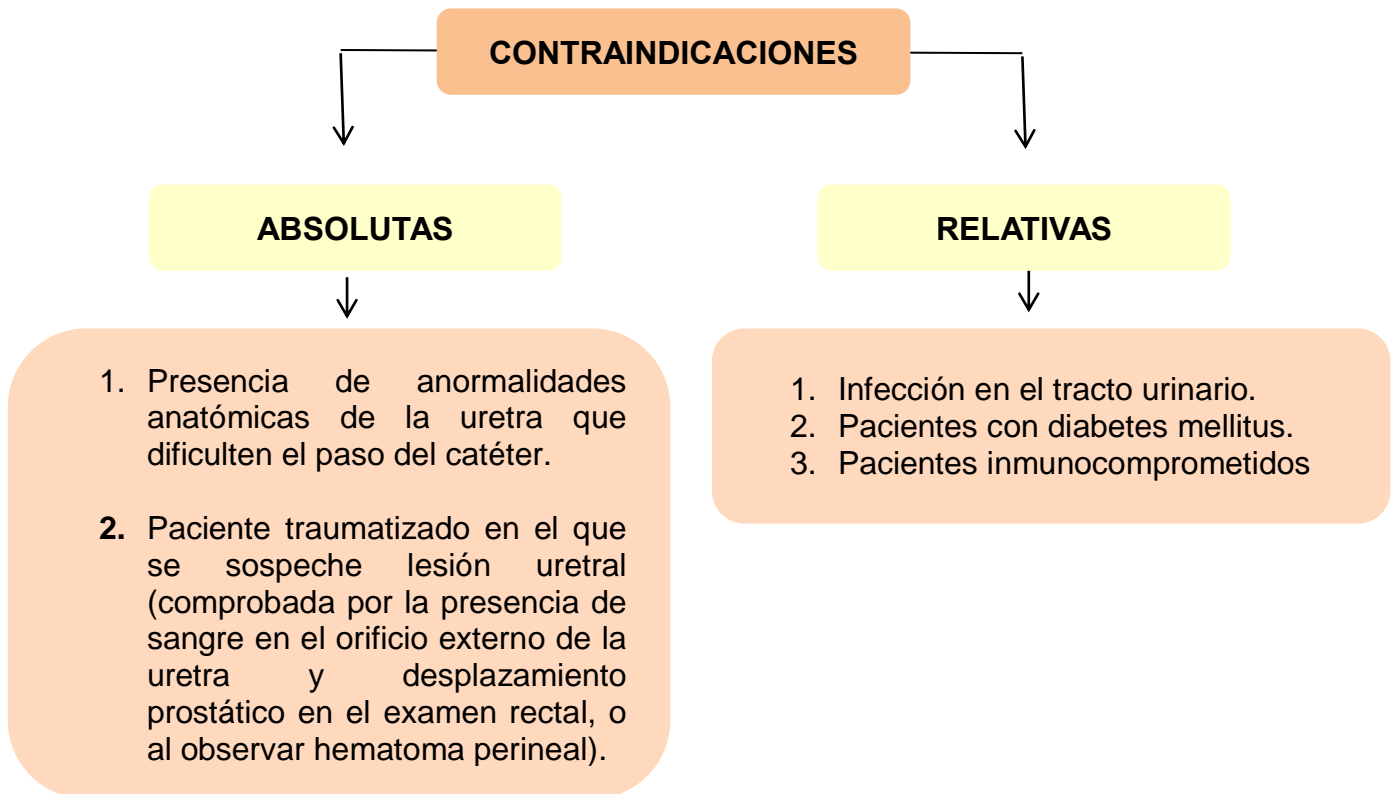 CONTRAINDICACIONES
ABSOLUTAS
1. Presencia de anormalidades
anatómicas de la uretra que
dificulten el paso del catéter.
2. Paciente traumatizado en el que
se sospeche lesión uretral
(comprobada por la presencia de
sangre en el orificio externo de la
uretra y desplazamiento
prostático en el examen rectal, o
al observar hematoma perineal).
RELATIVAS
1. Infección en el tracto urinario.
2. Pacientes con diabetes mellitus.
3. Pacientes inmunocomprometidos